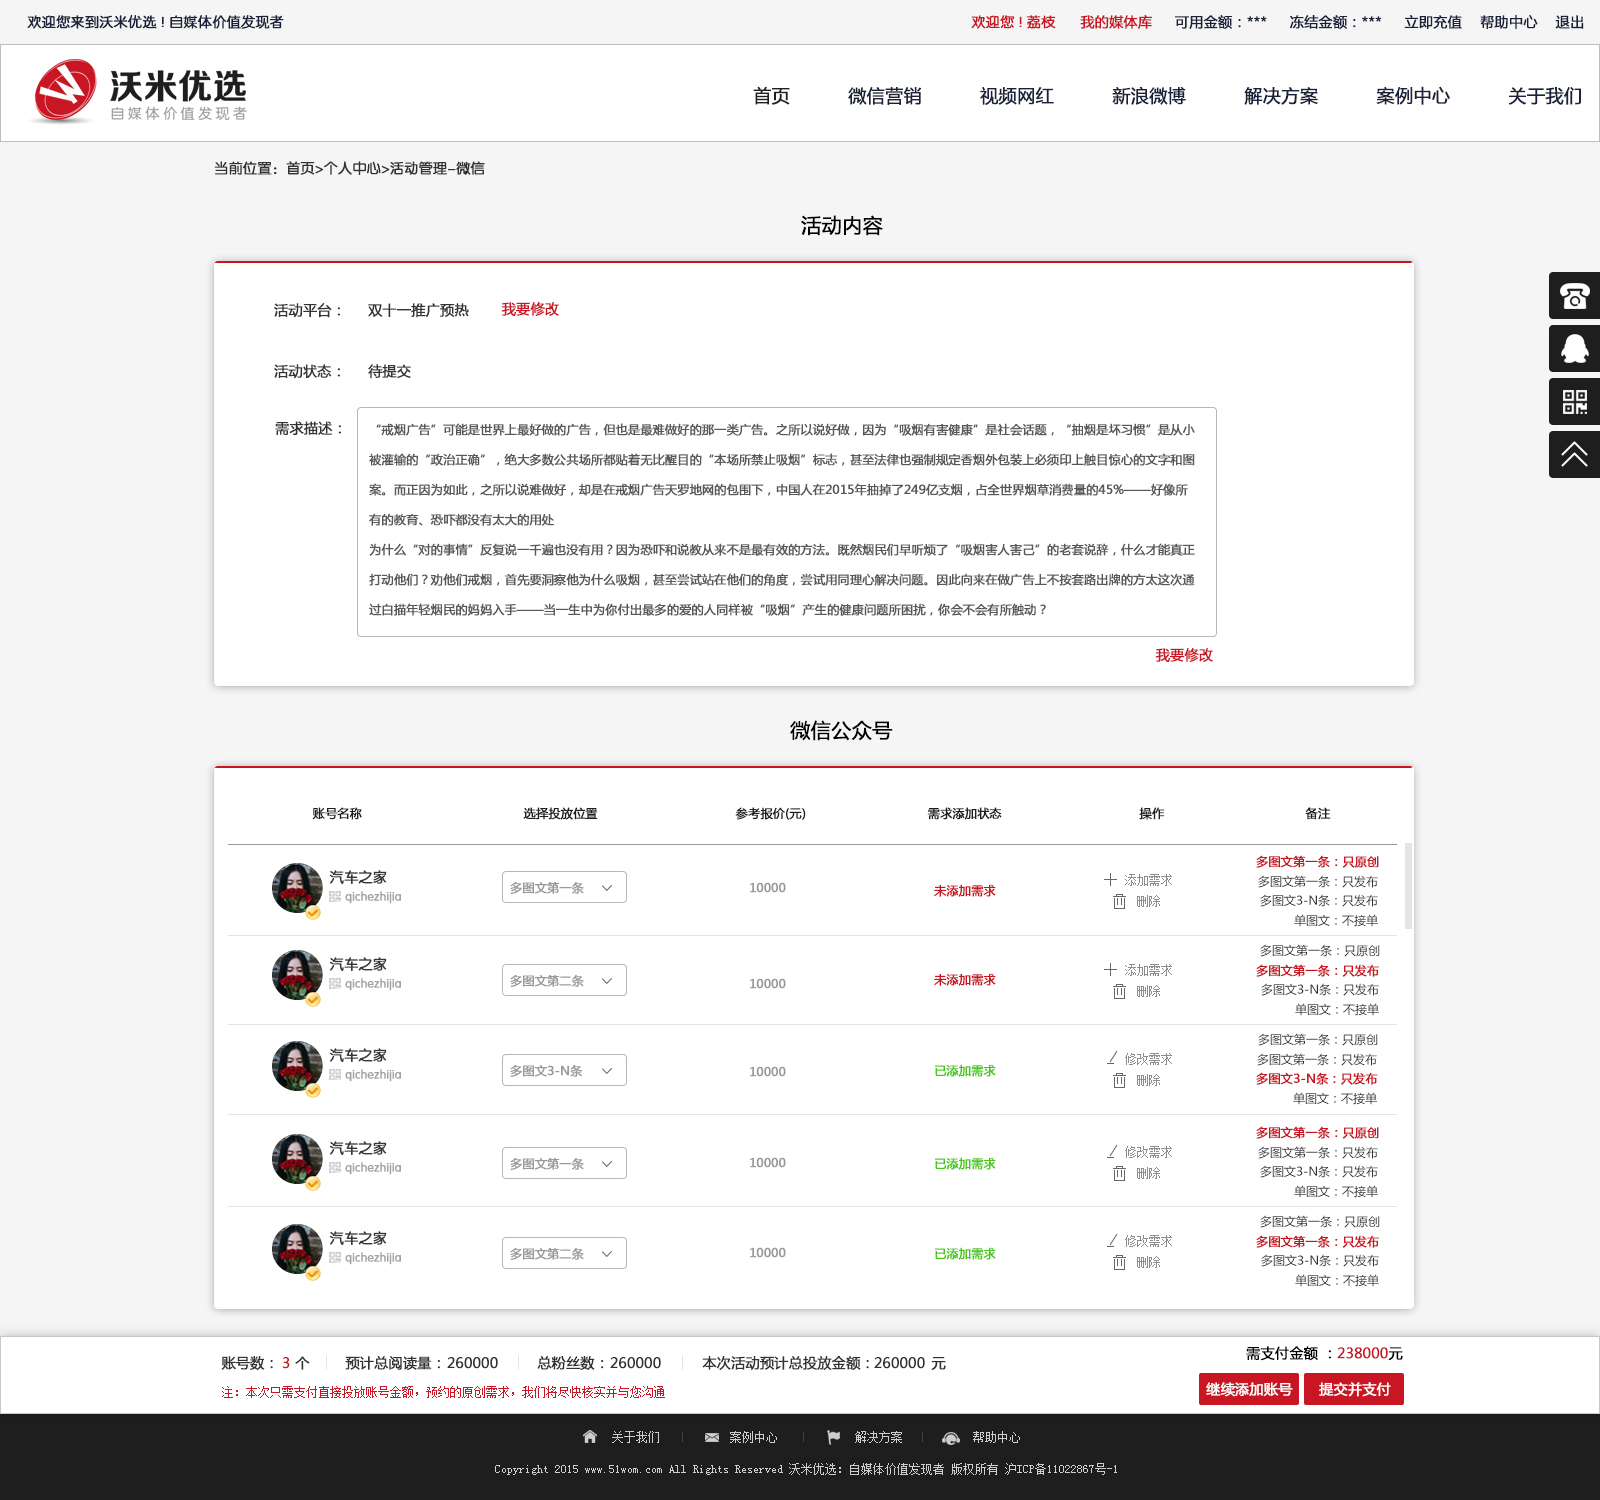 欢迎您来到沃米优选！自媒体价值发现者
欢迎您！荔枝 我的媒体库 可用金额：*** 冻结金额：*** 立即充值 帮助中心 退出
沃米优选
自媒体价值发现者
首页 微信营销 视频网红 新浪微博 解决方案 案例中心 关于我们
当前位置：首页>个人中心>活动管理-微信
活动内容
活动平台： 双十一推广预热 我要修改
活动状态： 待提交
需求描述：
“戒烟广告”可能是世界上最好做的广告，但也是最难做好的那一类广告。之所以说好做，因为“吸烟有害健康”是社会话题，“抽烟是坏习惯”是从小
被灌输的“政治正确”，绝大多数公共场所都贴着无比醒目的“本场所禁止吸烟”标志，甚至法律也强制规定香烟外包装上必须印上触目惊心的文字和图
案。而正因为如此，之所以说难做好，却是在戒烟广告天罗地网的包围下，中国人在2015年抽掉了249亿支烟，占全世界烟草消费量的45%——好像所
有的教育、恐吓都没有太大的用处
为什么“对的事情”反复说一千遍也没有用？因为恐吓和说教从来不是最有效的方法。既然烟民们早听烦了“吸烟害人害己”的老套说辞，什么才能真正
打动他们？劝他们戒烟，首先要洞察他为什么吸烟，甚至尝试站在他们的角度，尝试用同理心解决问题。因此向来在做广告上不按套路出牌的方太这次通
过白描年轻烟民的妈妈入手——当一生中为你付出最多的爱的人同样被“吸烟”产生的健康问题所困扰，你会不会有所触动？
我要修改
微信公众号
账号名称 选择投放位置 参考报价(元) 需求添加状态 操作 备注
汽车之家
qichezhijia
多图文第一条
10000
未添加需求
添加需求
删除
多图文第一条：只原创
多图文第一条：只发布
多图文3-N条：只发布
单图文：不接单
汽车之家
qichezhijia
多图文第二条
10000
未添加需求
添加需求
删除
多图文第一条：只原创
多图文第一条：只发布
多图文3-N条：只发布
单图文：不接单
汽车之家
qichezhijia
多图文3-N条
10000
已添加需求
修改需求
删除
多图文第一条：只原创
多图文第一条：只发布
多图文3-N条：只发布
单图文：不接单
汽车之家
qichezhijia
多图文第一条
10000
已添加需求
修改需求
删除
多图文第一条：只原创
多图文第一条：只发布
多图文3-N条：只发布
单图文：不接单
汽车之家
qichezhijia
多图文第二条
10000
已添加需求
修改需求
删除
多图文第一条：只原创
多图文第一条：只发布
多图文3-N条：只发布
单图文：不接单
账号数：3 个 预计总阅读量：260000 总粉丝数：260000 本次活动预计总投放金额：260000 元
注：本次只需支付直接投放账号金额，预约的原创需求，我们将尽快核实并与您沟通
需支付金额 ：238000元
继续添加账号 提交并支付
关于我们 案例中心 解决方案 帮助中心
Copyright 2015 www.51wom.com All Rights Reserved 沃米优选：自媒体价值发现者 版权所有 沪ICP备11022867号-1